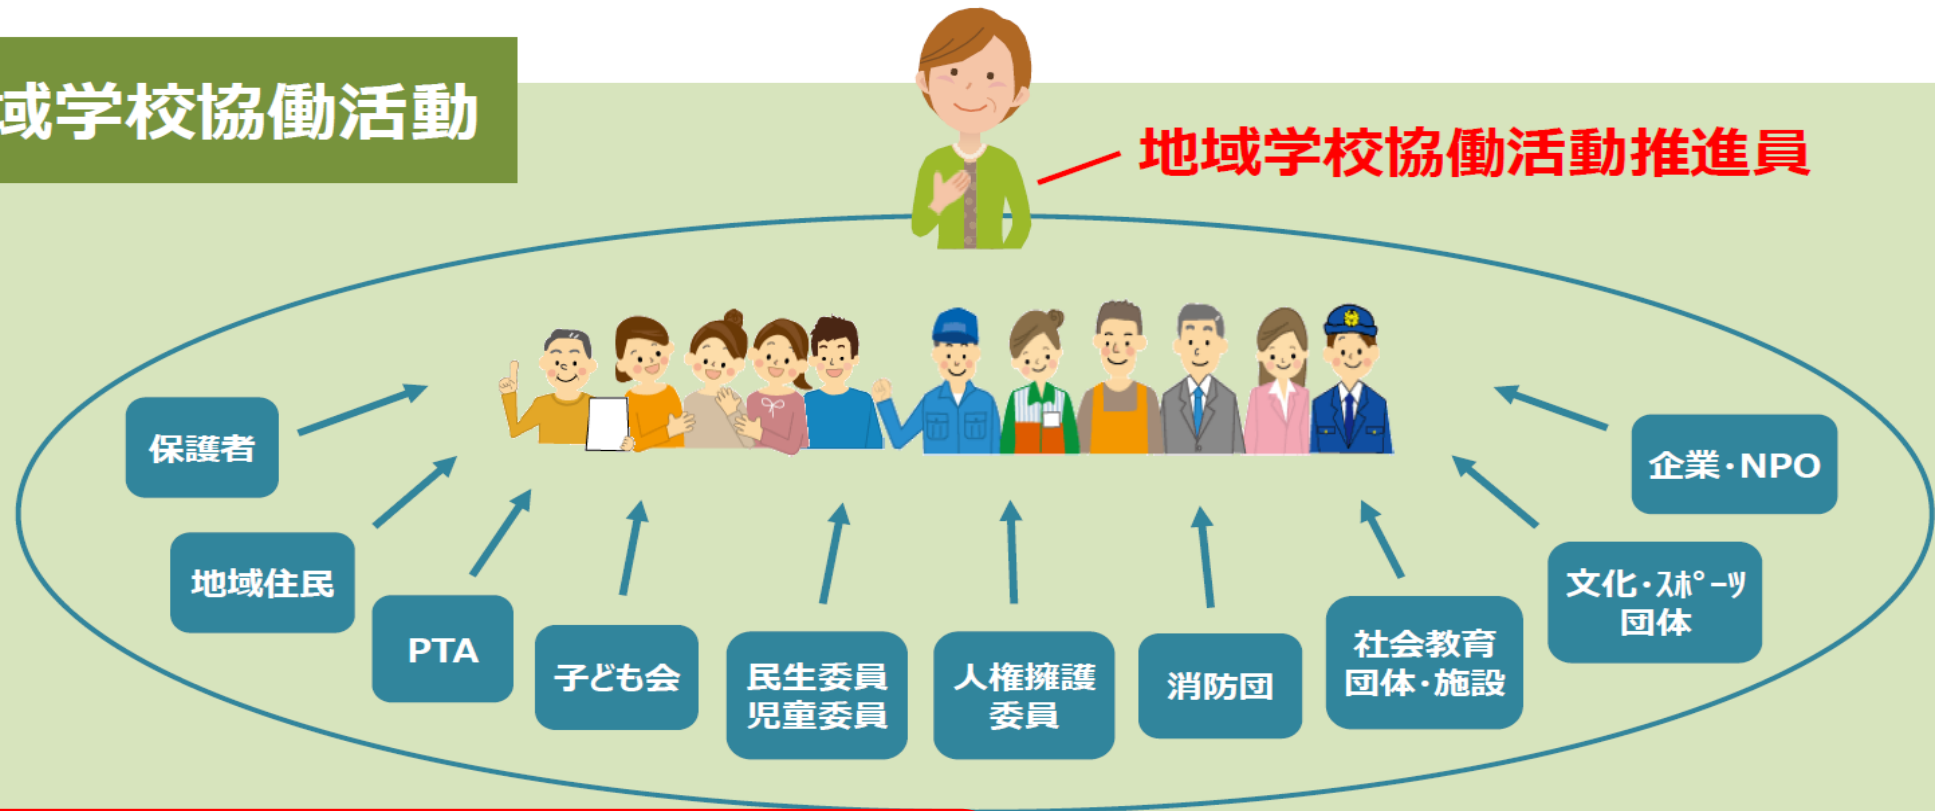 域学校協働活動
地域学校協働活動推進員
保護者
地域住民
PTA
子ども会
民生委員
児童委員
人権擁護
委員
消防団
社会教育
団体・施設
文化・ｽﾎﾟｰﾂ
団体
企業・NPO